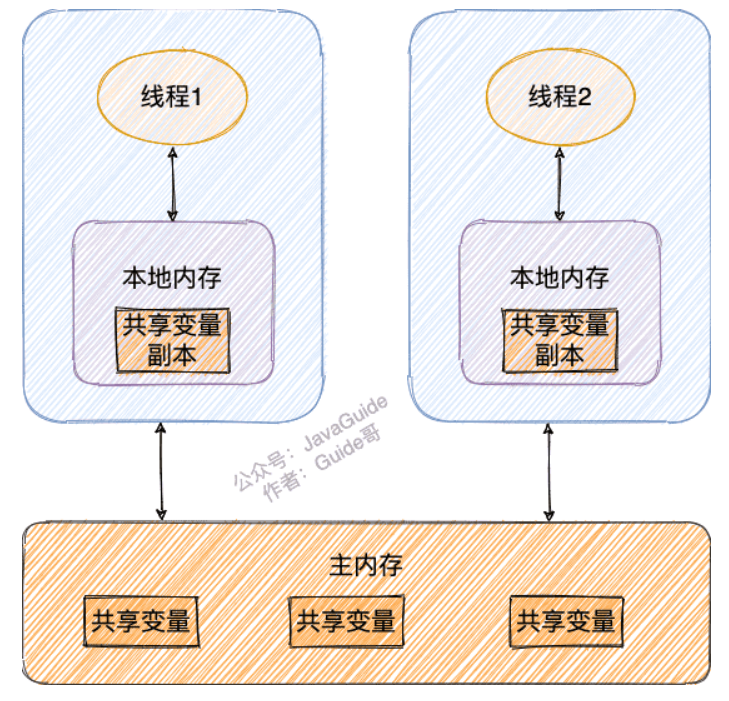 线程1
线程2
本地内存
共享变量
副本
本地内存
共享变量
副本
公众号：JavaGuide
作者：Guide哥
主内存
共享变量
共享变量
共享变量